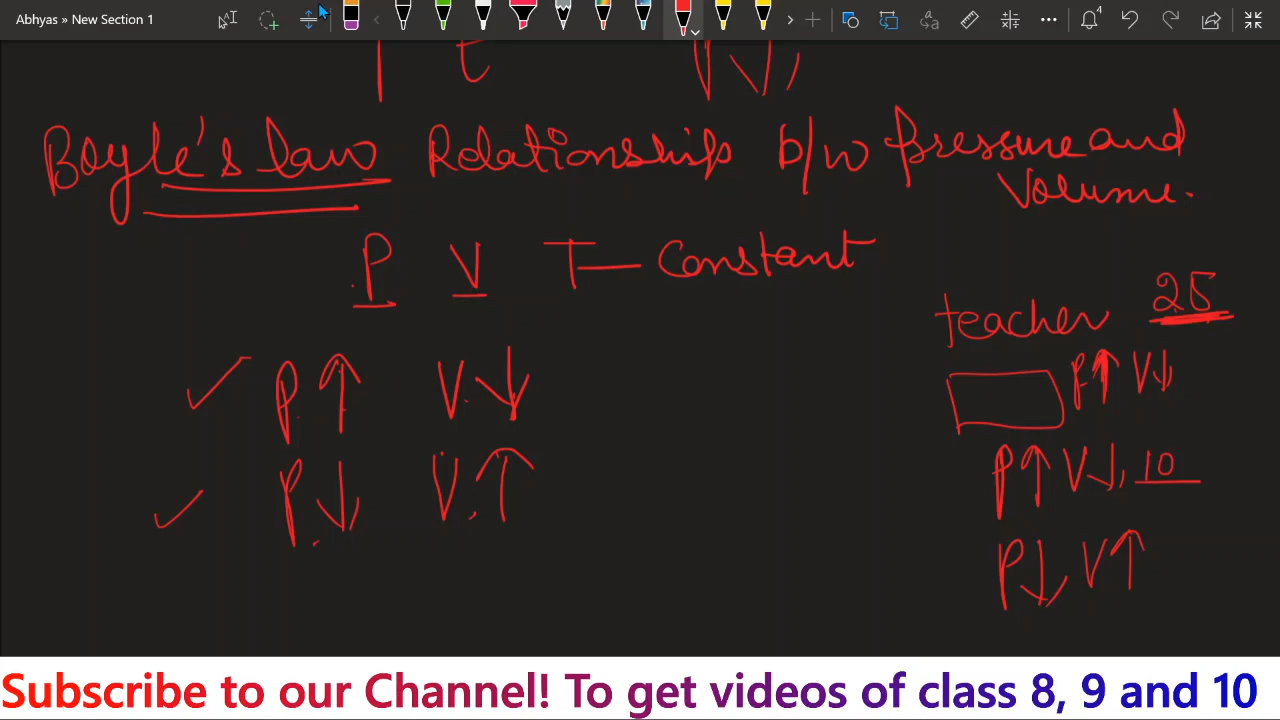 Abhyas » New Section 1
P t P↓ V↓,
Boyle's law Relationship b/w pressure and
Volume.
P V T — Constant
teacher 25
P↑ V↓
P↑ V↓
P↑ V↓, 10
P↓, V↑
P↓, V↑
Subscribe to our Channel! To get videos of class 8, 9 and 10